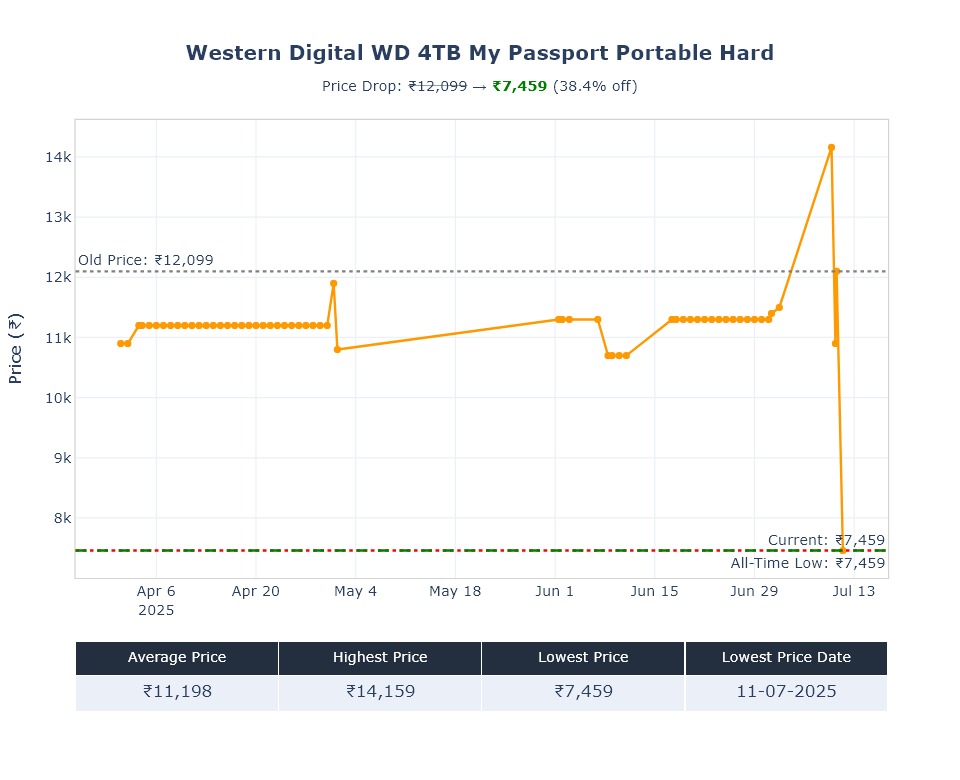 Western Digital WD 4TB My Passport Portable Hard
Price Drop: ₹12,099 → ₹7,459 (38.4% off)
Price (₹)
14k
13k
Old Price: ₹12,099
12k
11k
10k
9k
8k
Current: ₹7,459
All-Time Low: ₹7,459
Apr 6 Apr 20 May 4 May 18 Jun 1 Jun 15 Jun 29 Jul 13
2025
Average Price Highest Price Lowest Price Lowest Price Date
₹11,198 ₹14,159 ₹7,459 11-07-2025